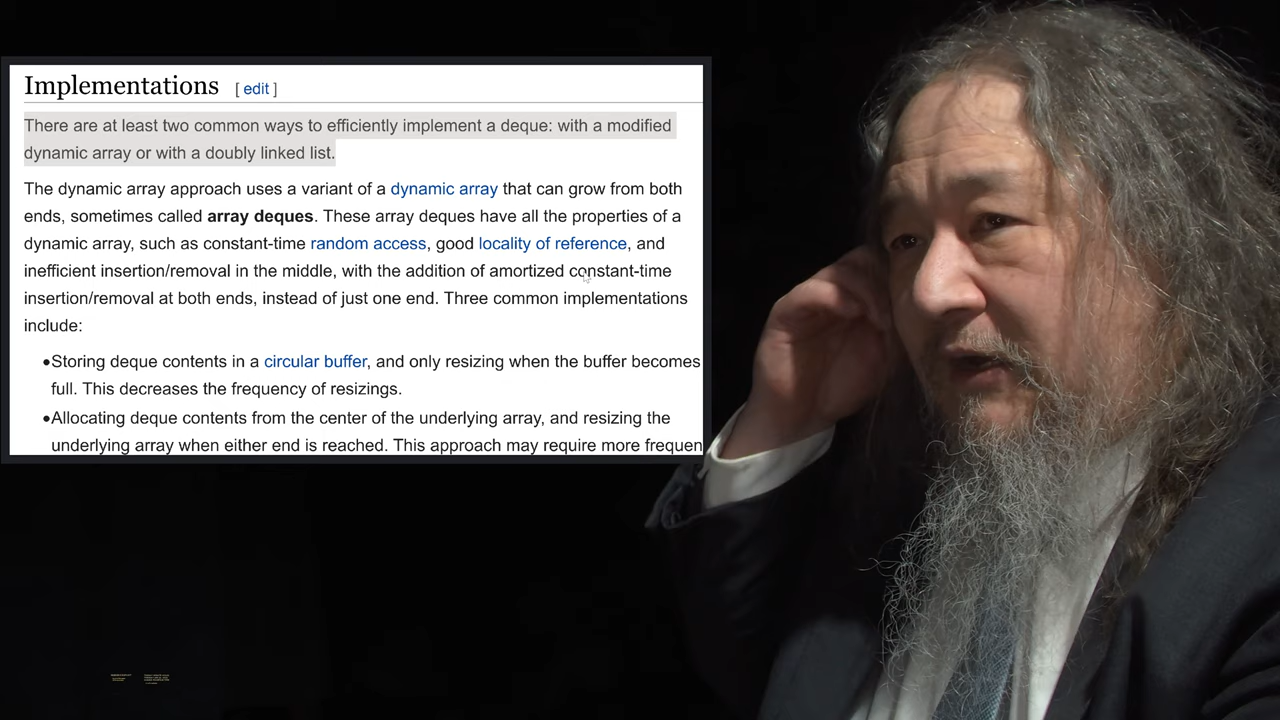 Implementations [ edit ]
There are at least two common ways to efficiently implement a deque: with a modified
dynamic array or with a doubly linked list.
The dynamic array approach uses a variant of a dynamic array that can grow from both
ends, sometimes called array deques. These array deques have all the properties of a
dynamic array, such as constant-time random access, good locality of reference, and
inefficient insertion/removal in the middle, with the addition of amortized constant-time
insertion/removal at both ends, instead of just one end. Three common implementations
include:
•Storing deque contents in a circular buffer, and only resizing when the buffer becomes
full. This decreases the frequency of resizings.
•Allocating deque contents from the center of the underlying array, and resizing the
underlying array when either end is reached. This approach may require more frequen